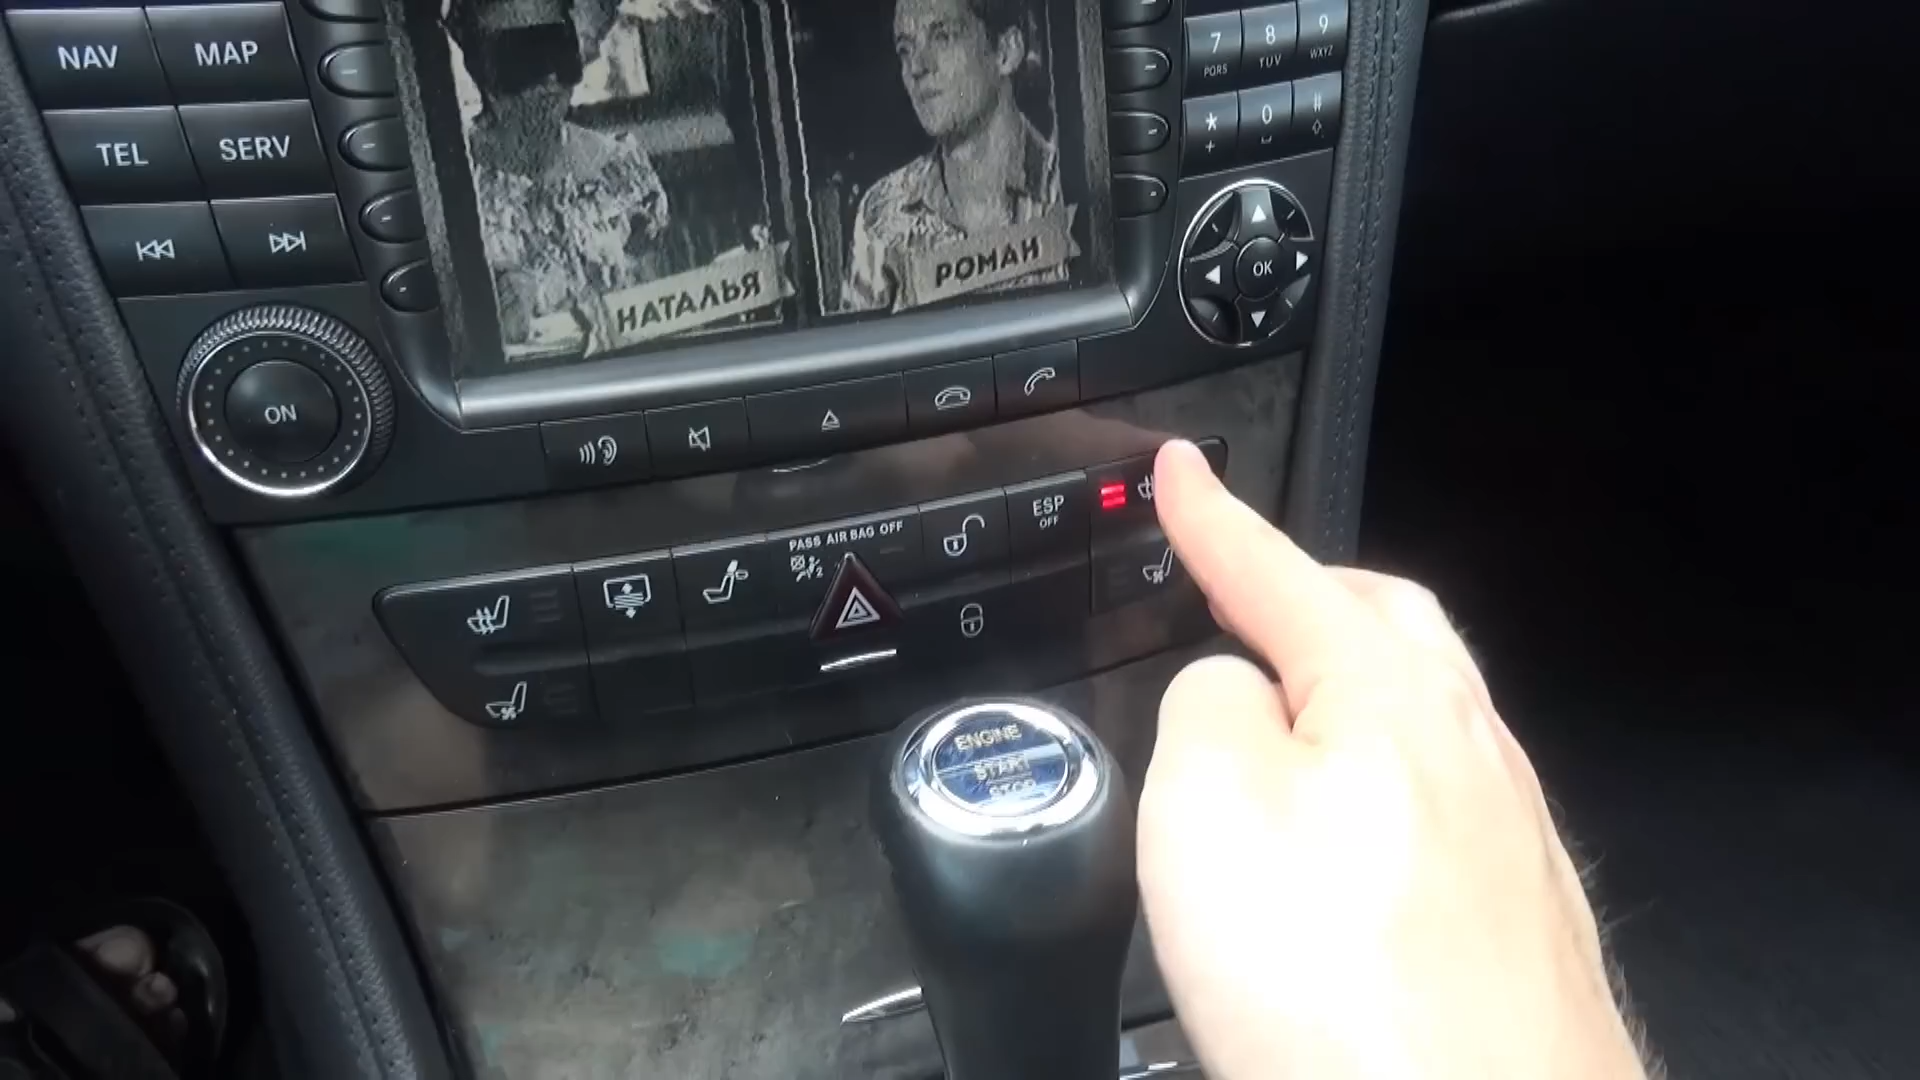 NAV
MAP
TEL
SERV
7
PQRS
8
TUV
9
WXYZ
*
+
0
#
OK
ON
НАТАЛЬЯ
РОМАН
PASS AIR BAG OFF
2
ESP
OFF
ENGINE
START
STOP